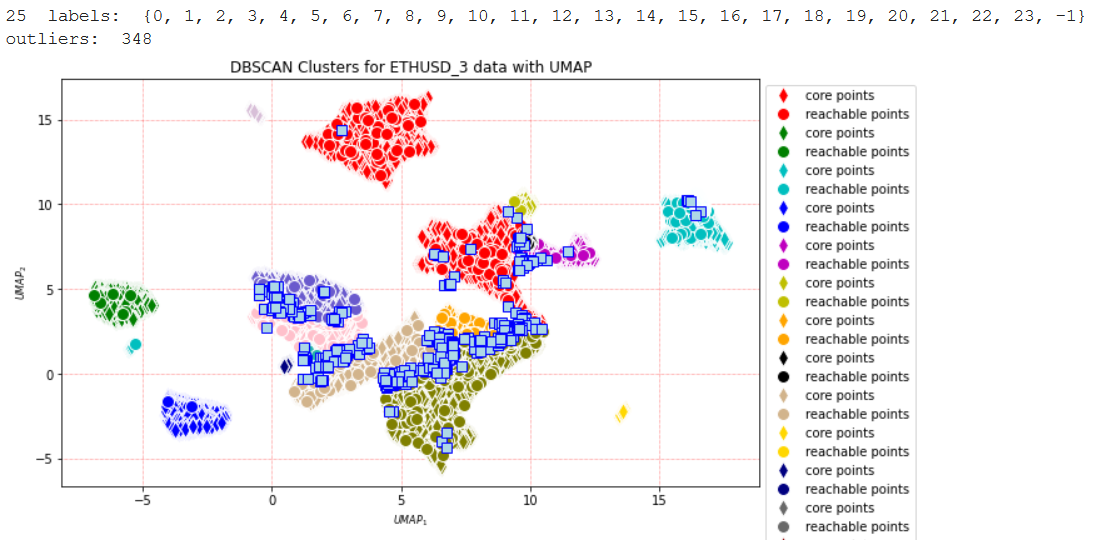 25 labels: {0, 1, 2, 3, 4, 5, 6, 7, 8, 9, 10, 11, 12, 13, 14, 15, 16, 17, 18, 19, 20, 21, 22, 23, -1}
outliers: 348
DBSCAN Clusters for ETHUSD_3 data with UMAP
15
10
5
0
−5
UMAP₂
−5 0 5 10 15
UMAP₁
core points
reachable points
core points
reachable points
core points
reachable points
core points
reachable points
core points
reachable points
core points
reachable points
core points
reachable points
core points
reachable points
core points
reachable points
core points
reachable points
core points
reachable points
core points
reachable points